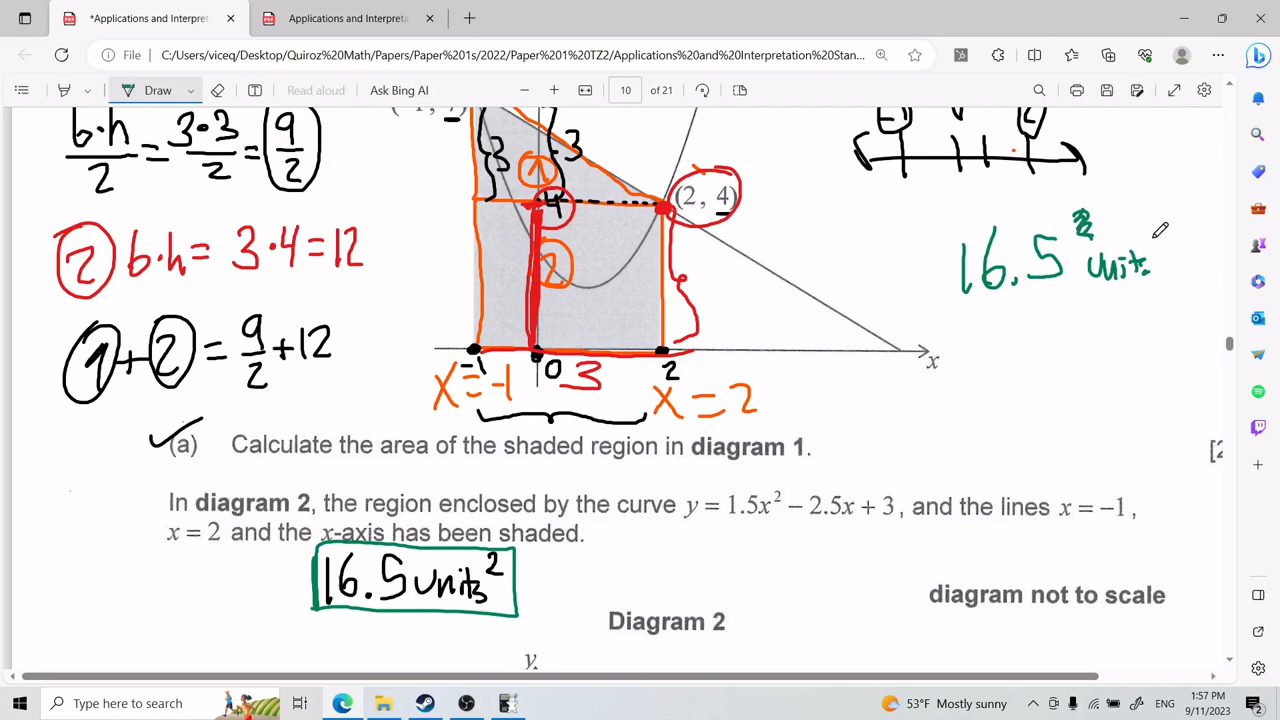 *Applications and Interpret
Applications and Interpreta
File
C:/Users/viceq/Desktop/Quiroz%20Math/Papers/Paper%201s/2022/Paper%201%20TZ2/Applications%20and%20Interpretation%20Stan...
Draw
Read aloud
Ask Bing AI
10 of 21
b·h/2 = 3·3/2 = 9/2
3
1
3
4
(2, 4)
2 b·h = 3·4 = 12
2
16.5 units
1 + 2 = 9/2 + 12
-1
0
2
x
x = -1
3
x = 2
(a) Calculate the area of the shaded region in diagram 1.
[2
In diagram 2, the region enclosed by the curve y = 1.5x² − 2.5x + 3, and the lines x = −1,
x = 2 and the x-axis has been shaded.
16.5 units²
diagram not to scale
Diagram 2
y
Type here to search
53°F Mostly sunny
ENG
1:57 PM
9/11/2023
2